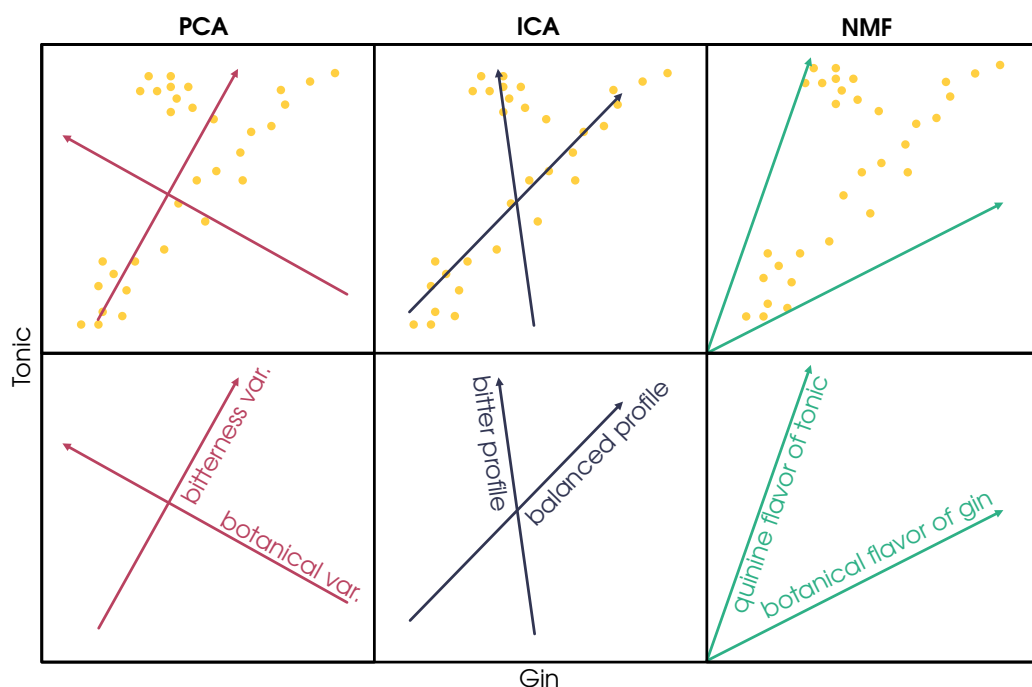 PCA
ICA
NMF
Tonic
bitterness var.
botanical var.
bitter profile
balanced profile
quinine flavor of tonic
botanical flavor of gin
Gin